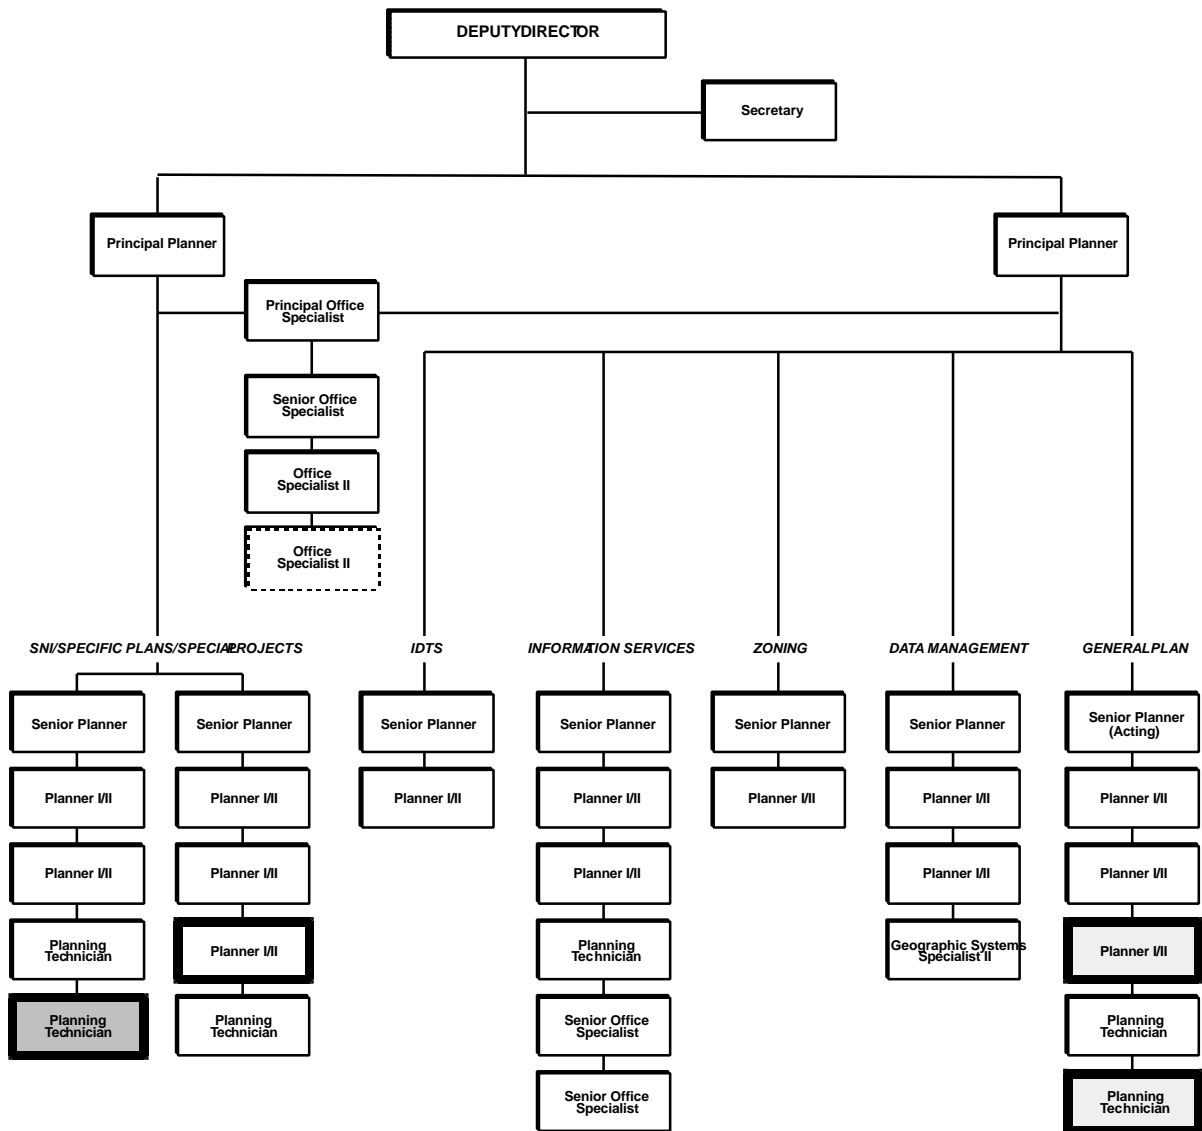 DEPUTYDIRECTOR
Secretary
Principal Planner
Principal Planner
Principal Office
Specialist
Senior Office
Specialist
Office
Specialist II
Office
Specialist II
SNI/SPECIFIC PLANS/SPECIALPROJECTS
IDTS
INFORMATION SERVICES
ZONING
DATA MANAGEMENT
GENERALPLAN
Senior Planner
Senior Planner
Senior Planner
Senior Planner
Senior Planner
Senior Planner
Senior Planner
(Acting)
Planner I/II
Planner I/II
Planner I/II
Planner I/II
Planner I/II
Planner I/II
Planner I/II
Planner I/II
Planner I/II
Planner I/II
Planner I/II
Planner I/II
Planning
Technician
Planner I/II
Planning
Technician
Geographic Systems
Specialist II
Planner I/II
Planning
Technician
Planning
Technician
Senior Office
Specialist
Planning
Technician
Senior Office
Specialist
Planning
Technician